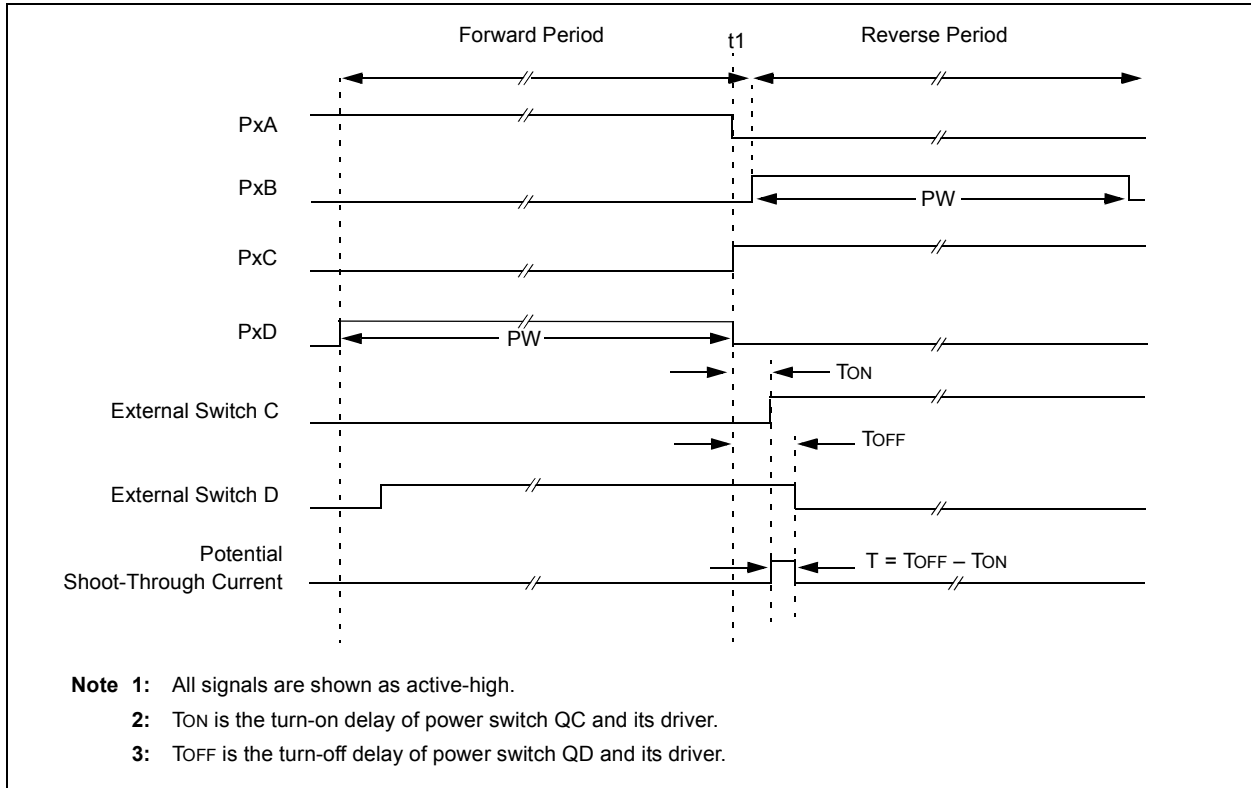 Forward Period
t1
Reverse Period
PxA
PxB
PW
PxC
PxD
PW
TON
External Switch C
TOFF
External Switch D
Potential
Shoot-Through Current
T = TOFF – TON
Note 1: All signals are shown as active-high.
2: TON is the turn-on delay of power switch QC and its driver.
3: TOFF is the turn-off delay of power switch QD and its driver.